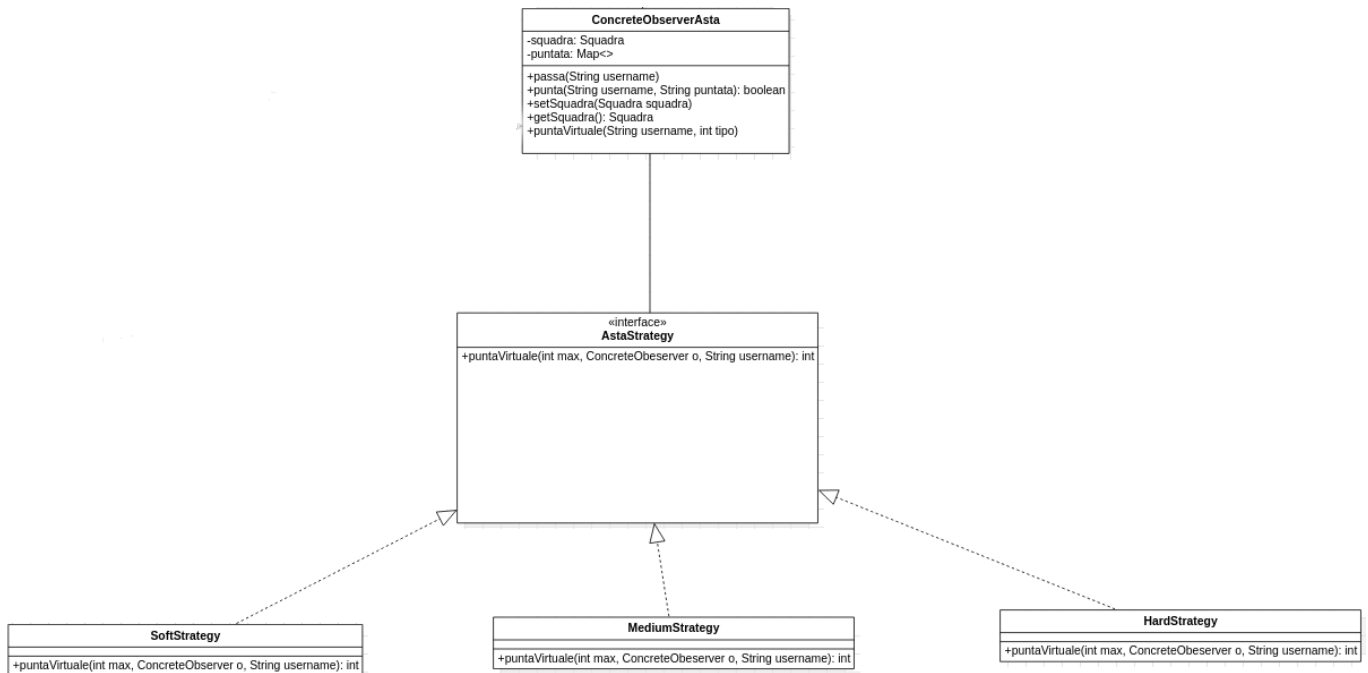 ConcreteObserverAsta
-squadra: Squadra
-puntata: Map<>
+passa(String username)
+punta(String username, String puntata): boolean
+setSquadra(Squadra squadra)
+getSquadra(): Squadra
+puntaVirtuale(String username, int tipo)
«interface»
AstaStrategy
+puntaVirtuale(int max, ConcreteObeserver o, String username): int
SoftStrategy
+puntaVirtuale(int max, ConcreteObserver o, String username): int
MediumStrategy
+puntaVirtuale(int max, ConcreteObeserver o, String username): int
HardStrategy
+puntaVirtuale(int max, ConcreteObeserver o, String username): int